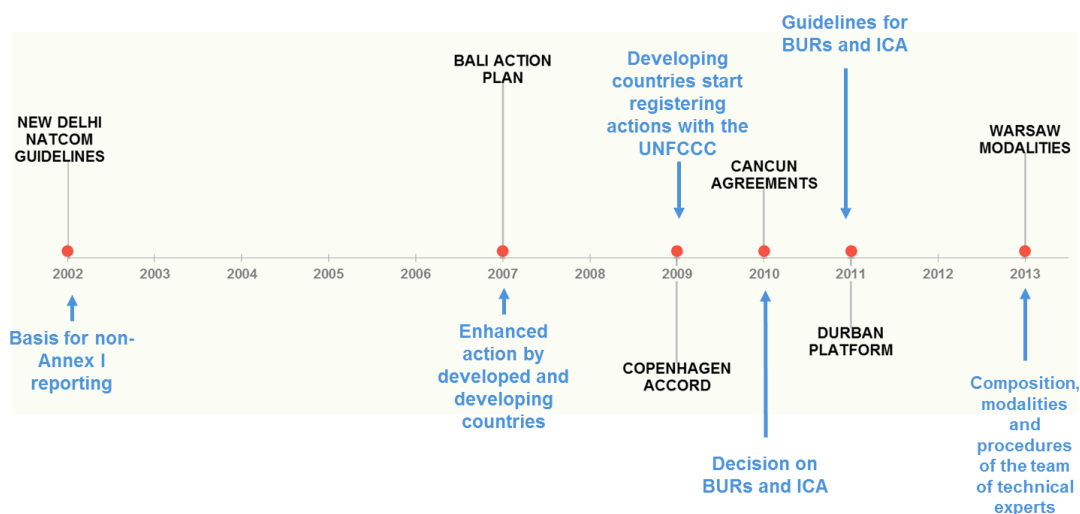 Guidelines for
BURs and ICA
BALI ACTION
PLAN
Developing
countries start
registering
actions with the
UNFCCC
NEW DELHI
NATCOM
GUIDELINES
WARSAW
MODALITIES
CANCUN
AGREEMENTS
2002
2003
2004
2005
2006
2007
2008
2009
2010
2011
2012
2013
Basis for non-
Annex I
reporting
Enhanced
action by
developed and
developing
countries
COPENHAGEN
ACCORD
DURBAN
PLATFORM
Decision on
BURs and ICA
Composition,
modalities
and
procedures
of the team
of technical
experts